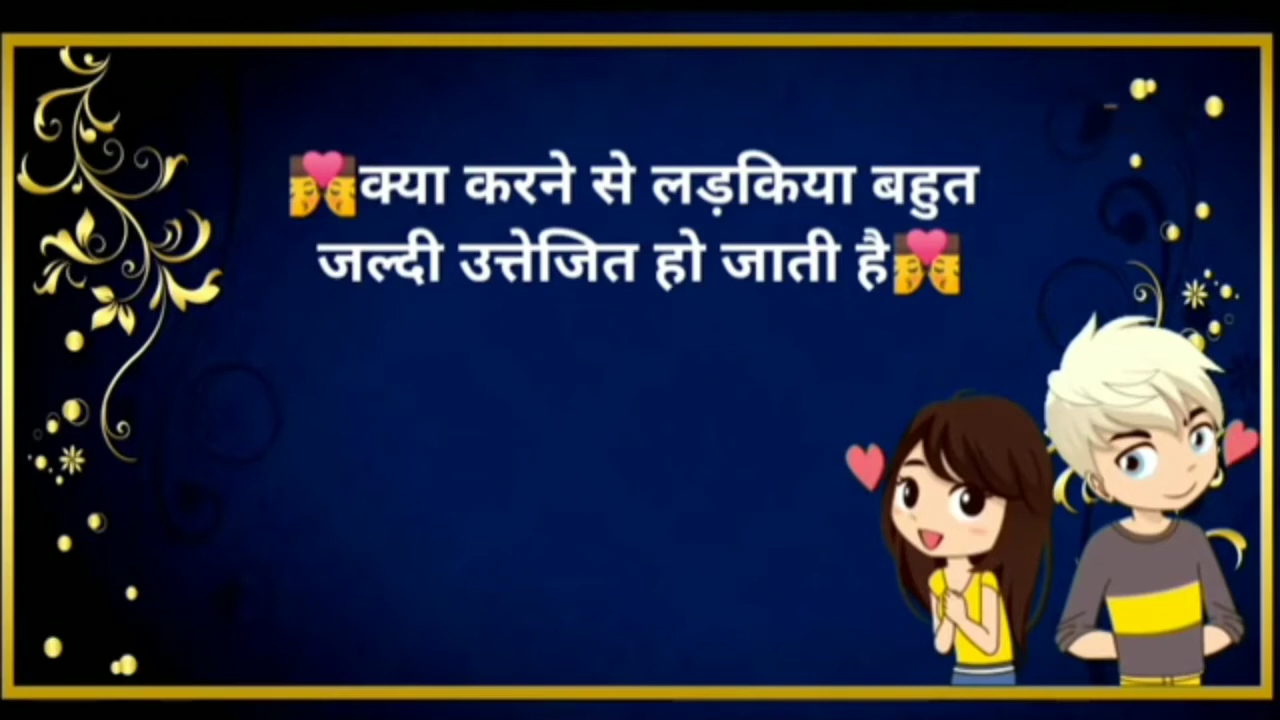 💏क्या करने से लड़किया बहुत
जल्दी उत्तेजित हो जाती है💏